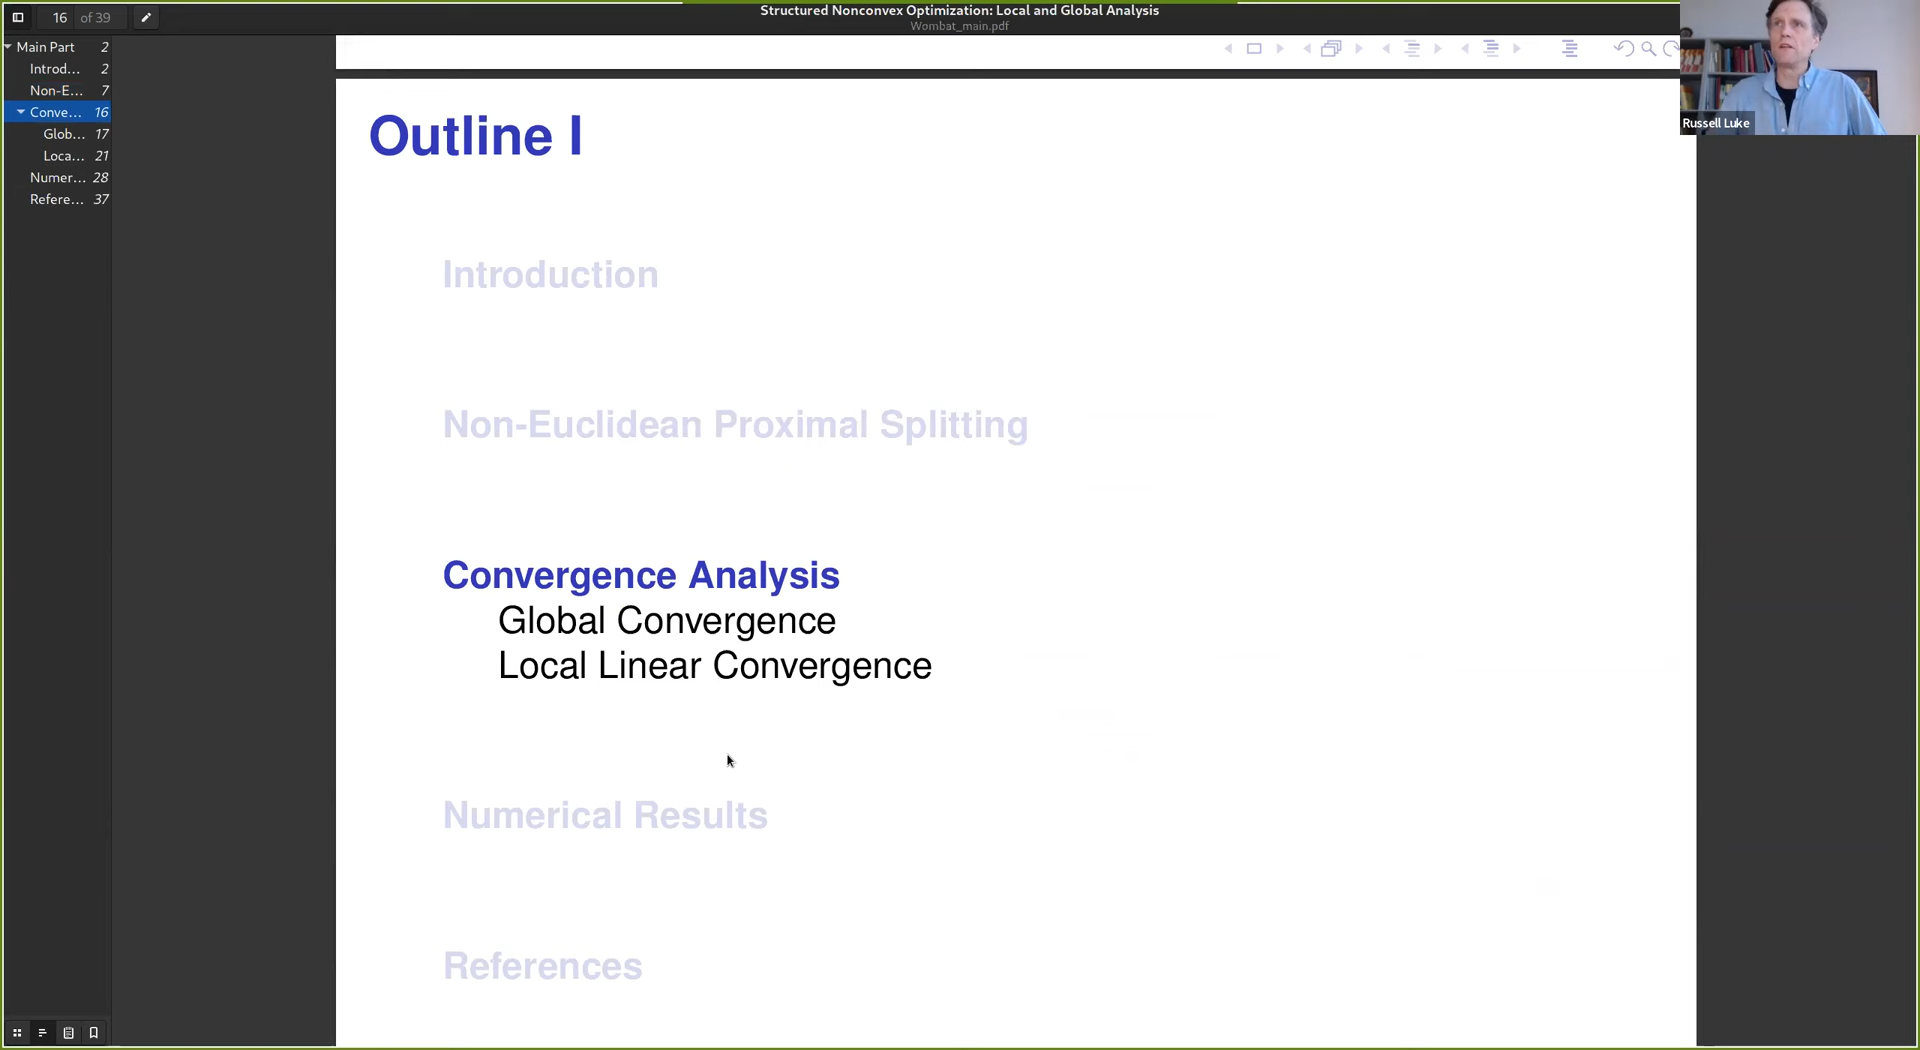 16 of 39
Structured Nonconvex Optimization: Local and Global Analysis
Wombat_main.pdf
Main Part 2
Introd... 2
Non-E... 7
Conve... 16
Glob... 17
Loca... 21
Numer... 28
Refere... 37
Russell Luke
Outline I
Introduction
Non-Euclidean Proximal Splitting
Convergence Analysis
Global Convergence
Local Linear Convergence
Numerical Results
References